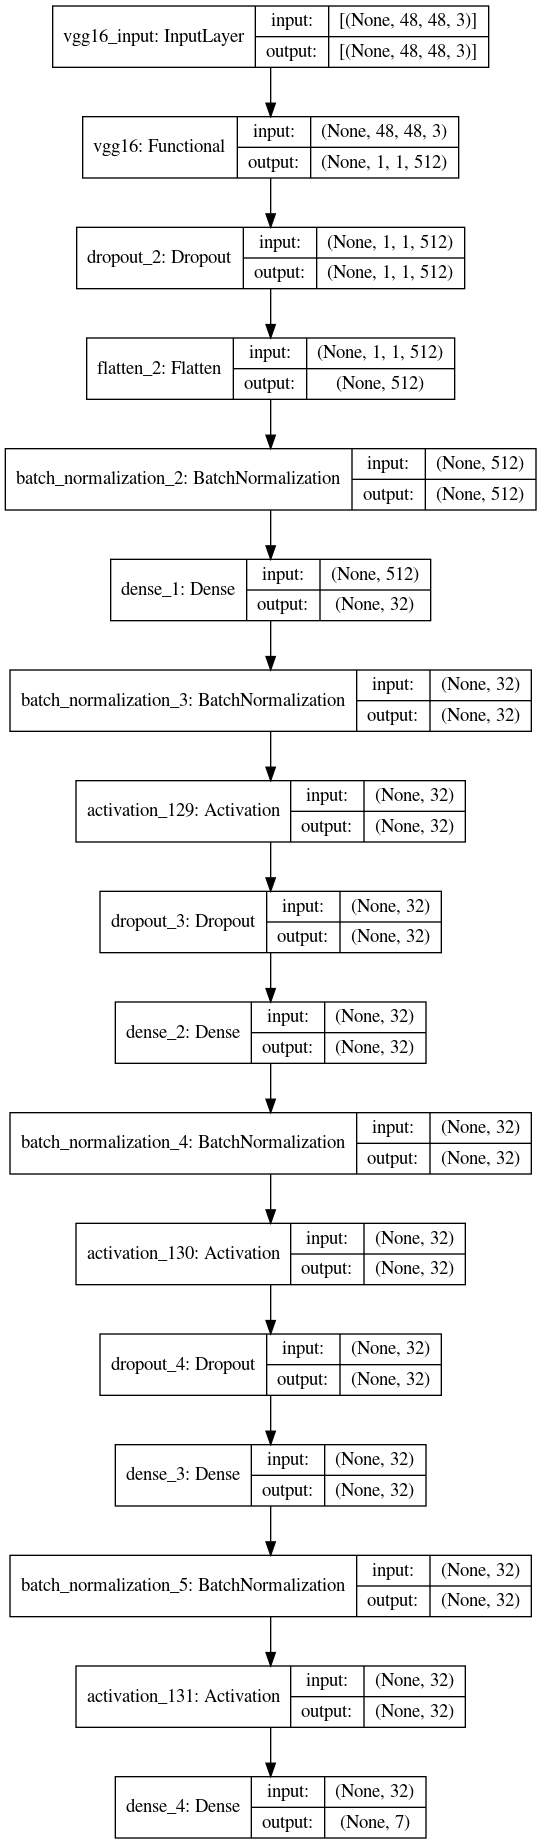 vgg16_input: InputLayer
input: [(None, 48, 48, 3)]
output: [(None, 48, 48, 3)]
vgg16: Functional
input: (None, 48, 48, 3)
output: (None, 1, 1, 512)
dropout_2: Dropout
input: (None, 1, 1, 512)
output: (None, 1, 1, 512)
flatten_2: Flatten
input: (None, 1, 1, 512)
output: (None, 512)
batch_normalization_2: BatchNormalization
input: (None, 512)
output: (None, 512)
dense_1: Dense
input: (None, 512)
output: (None, 32)
batch_normalization_3: BatchNormalization
input: (None, 32)
output: (None, 32)
activation_129: Activation
input: (None, 32)
output: (None, 32)
dropout_3: Dropout
input: (None, 32)
output: (None, 32)
dense_2: Dense
input: (None, 32)
output: (None, 32)
batch_normalization_4: BatchNormalization
input: (None, 32)
output: (None, 32)
activation_130: Activation
input: (None, 32)
output: (None, 32)
dropout_4: Dropout
input: (None, 32)
output: (None, 32)
dense_3: Dense
input: (None, 32)
output: (None, 32)
batch_normalization_5: BatchNormalization
input: (None, 32)
output: (None, 32)
activation_131: Activation
input: (None, 32)
output: (None, 32)
dense_4: Dense
input: (None, 32)
output: (None, 7)